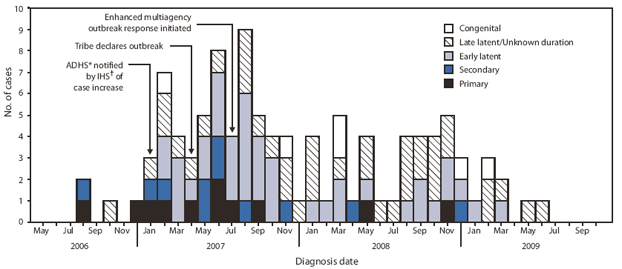 10
9
8
7
6
5
4
3
2
1
0
No. of cases
Enhanced multiagency
outbreak response initiated
Tribe declares outbreak
ADHS* notified
by IHS† of
case increase
Congenital
Late latent/Unknown duration
Early latent
Secondary
Primary
May Jul Sep Nov Jan Mar May Jul Sep Nov Jan Mar May Jul Sep Nov Jan Mar May Jul Sep
2006 2007 2008 2009
Diagnosis date